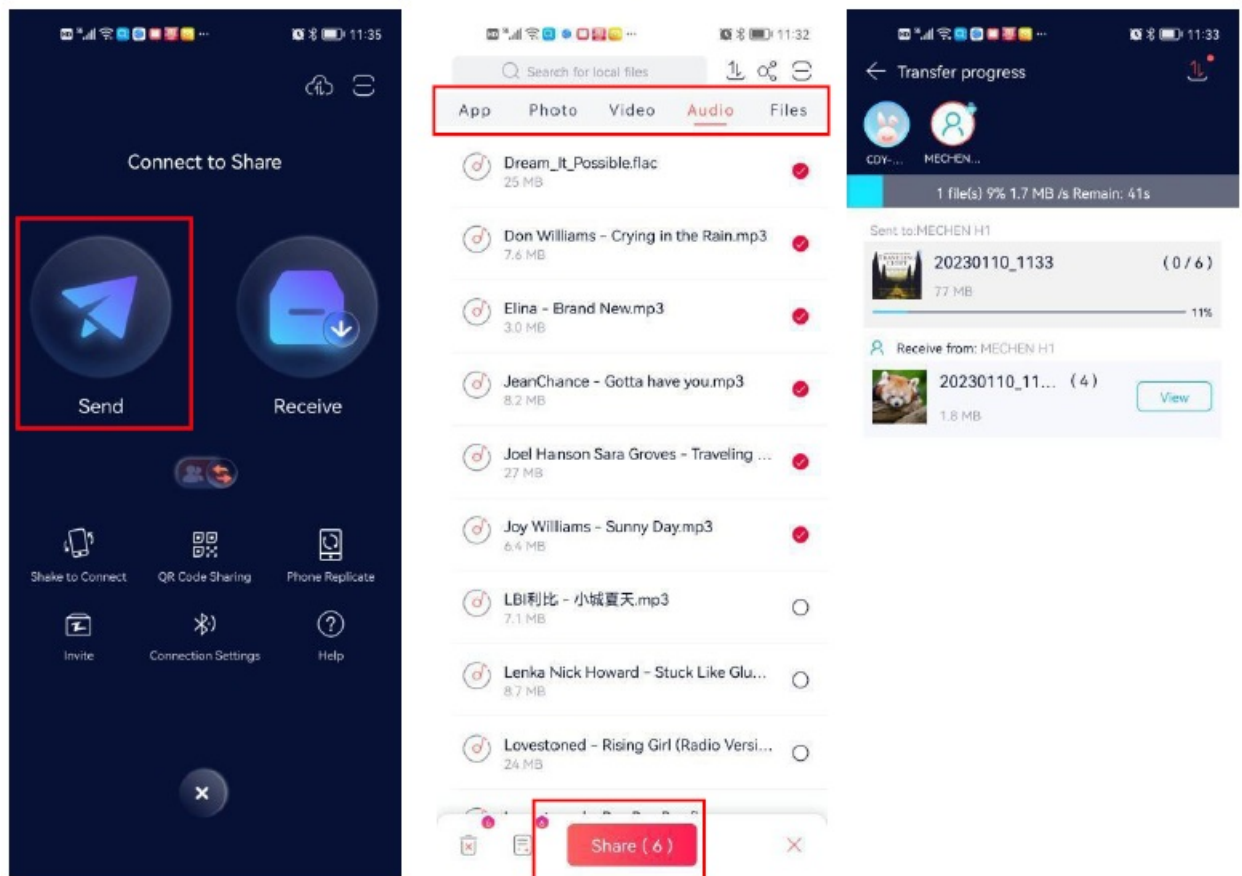 11:35
Connect to Share
Send
Receive
Shake to Connect
QR Code Sharing
Phone Replicate
Invite
Connection Settings
Help
11:32
Search for local files
App Photo Video Audio Files
Dream_It_Possible.flac
25 MB
Don Williams - Crying in the Rain.mp3
7.6 MB
Elina - Brand New.mp3
3.0 MB
JeanChance - Gotta have you.mp3
8.2 MB
Joel Hanson Sara Groves - Traveling ...
27 MB
Joy Williams - Sunny Day.mp3
6.4 MB
LBI利比 - 小城夏天.mp3
7.1 MB
Lenka Nick Howard - Stuck Like Glu...
8.7 MB
Lovestoned - Rising Girl (Radio Versi...
24 MB
6
6
Share ( 6 )
11:33
Transfer progress
CDY-...
MECHEN...
1 file(s) 9% 1.7 MB /s Remain: 41s
Sent to:MECHEN H1
20230110_1133 (0/6)
77 MB
11%
Receive from: MECHEN H1
20230110_11... (4)
1.8 MB
View